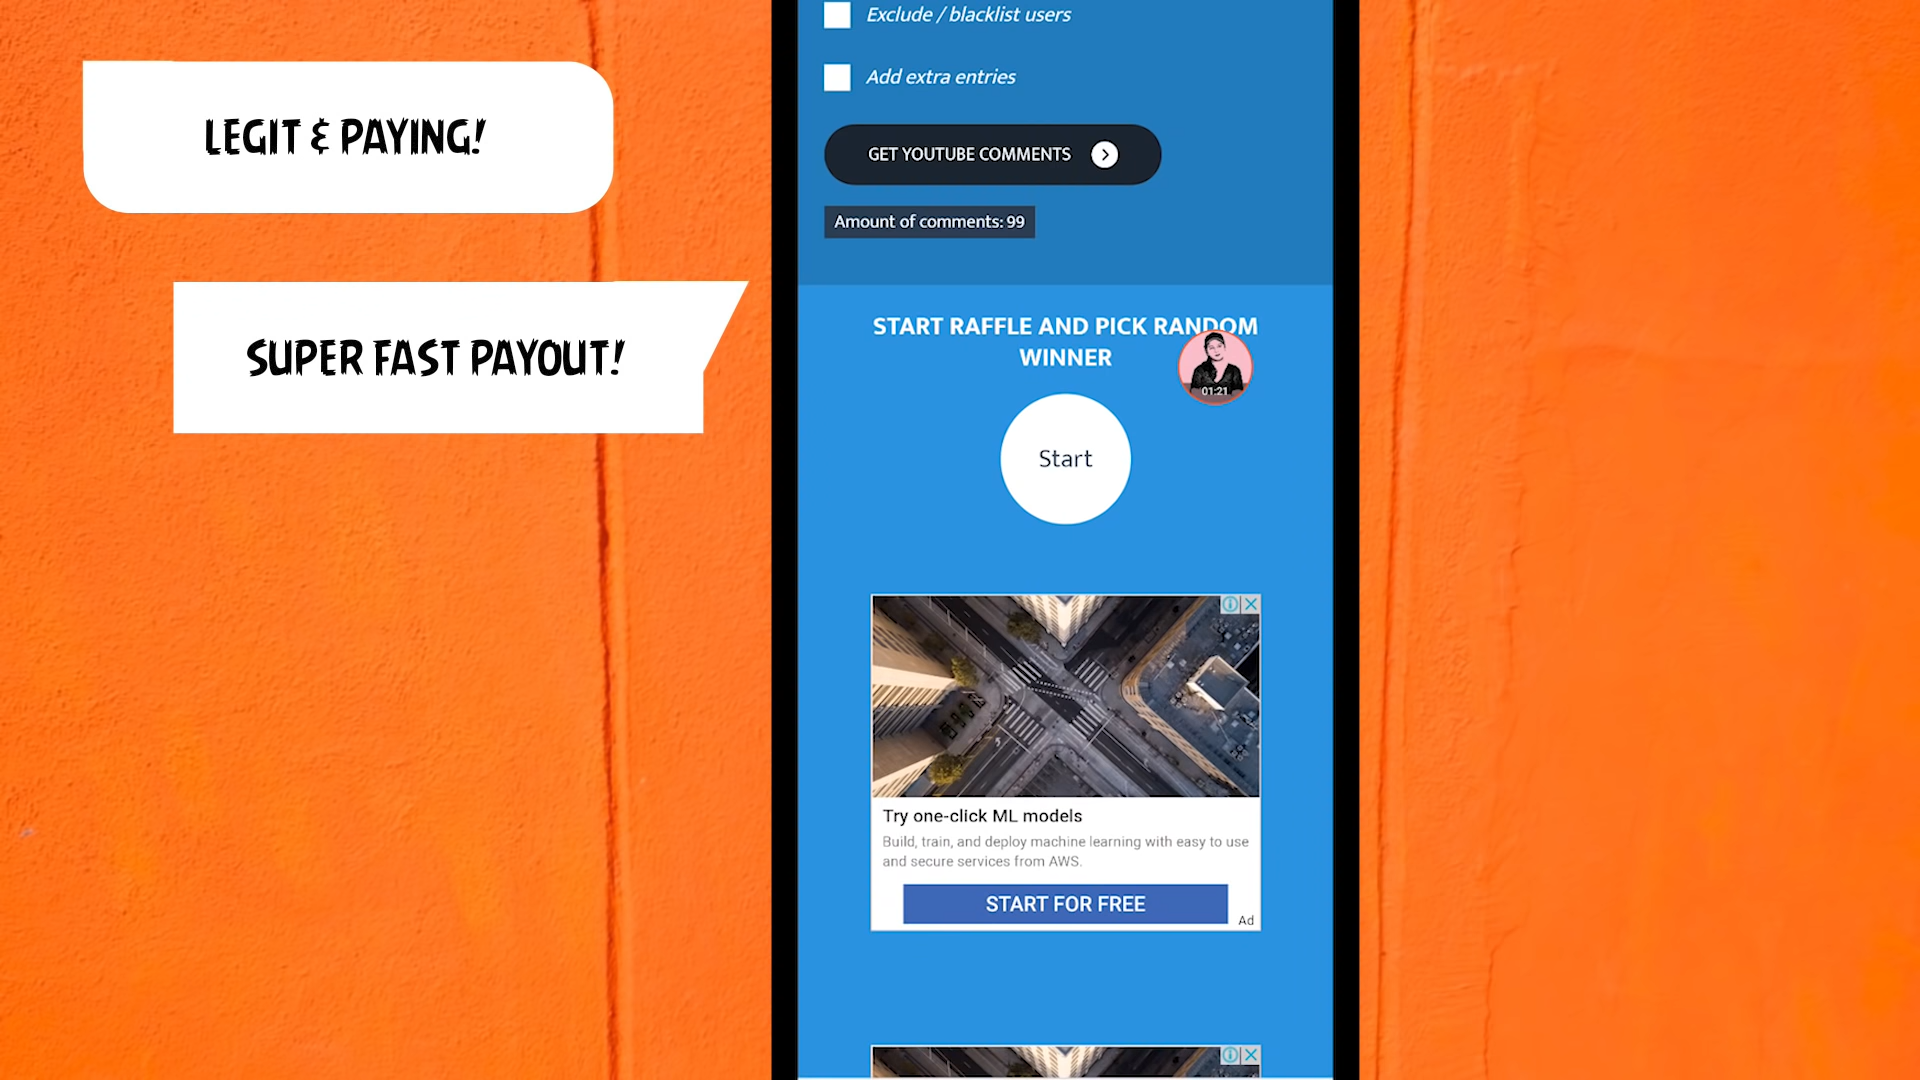 LEGIT & PAYING!
SUPER FAST PAYOUT!
Exclude / blacklist users
Add extra entries
GET YOUTUBE COMMENTS
Amount of comments: 99
START RAFFLE AND PICK RANDOM
WINNER
01:21
Start
Try one-click ML models
Build, train, and deploy machine learning with easy to use
and secure services from AWS.
START FOR FREE
Ad